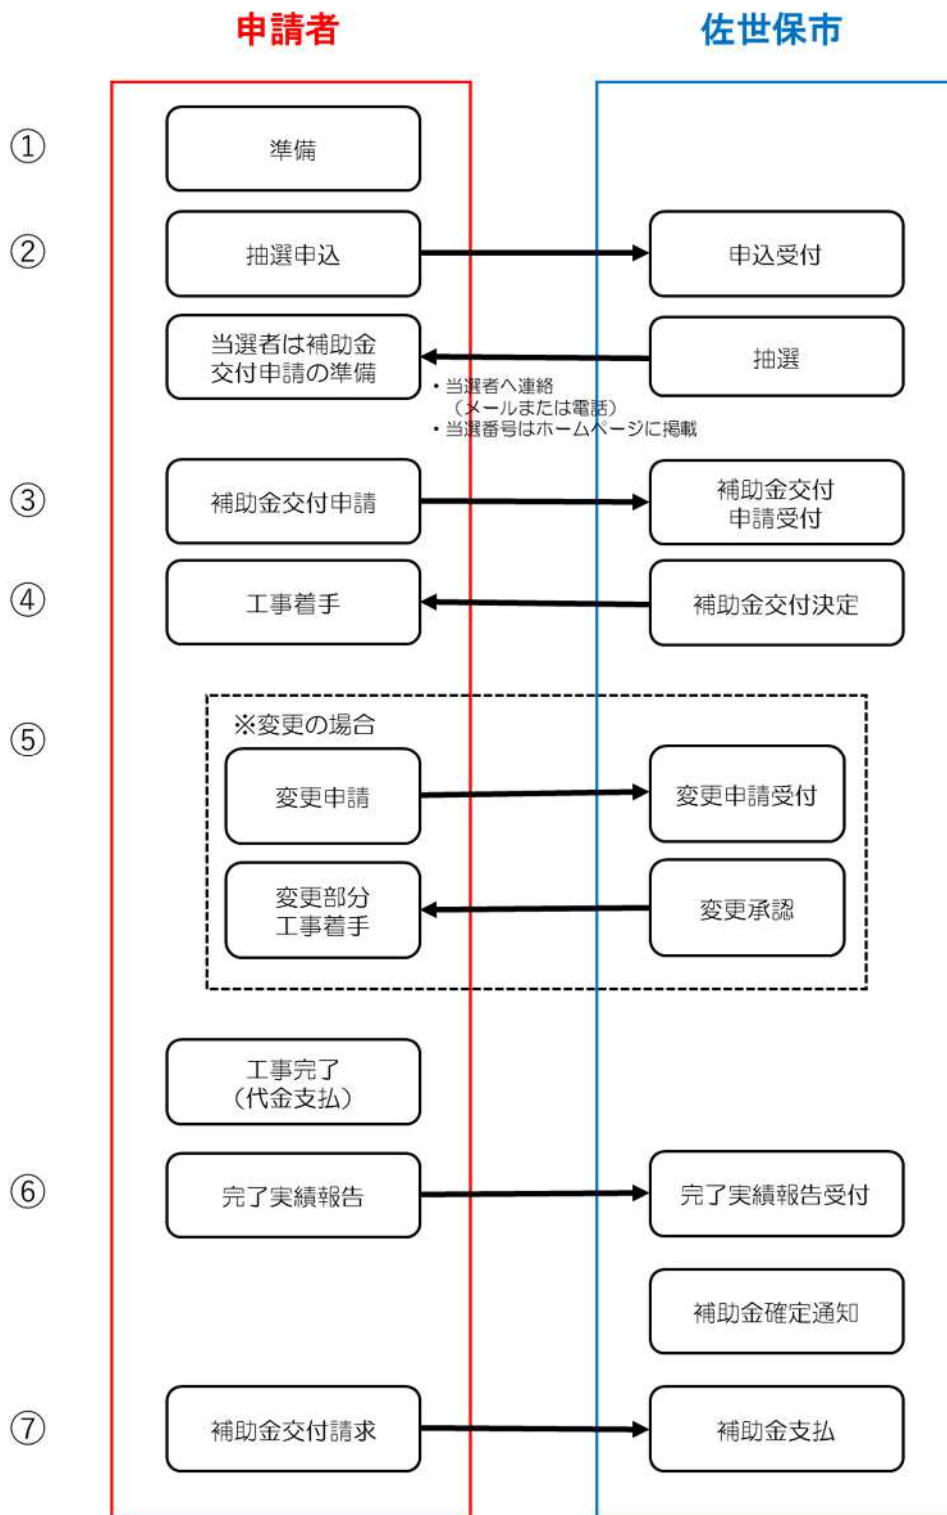 申請者
佐世保市
①
準備
②
抽選申込
申込受付
当選者は補助金
交付申請の準備
抽選
・当選者へ連絡
（メールまたは電話）
・当選番号はホームページに掲載
③
補助金交付申請
補助金交付
申請受付
④
工事着手
補助金交付決定
⑤
※変更の場合
変更申請
変更申請受付
変更部分
工事着手
変更承認
工事完了
（代金支払）
⑥
完了実績報告
完了実績報告受付
補助金確定通知
⑦
補助金交付請求
補助金支払